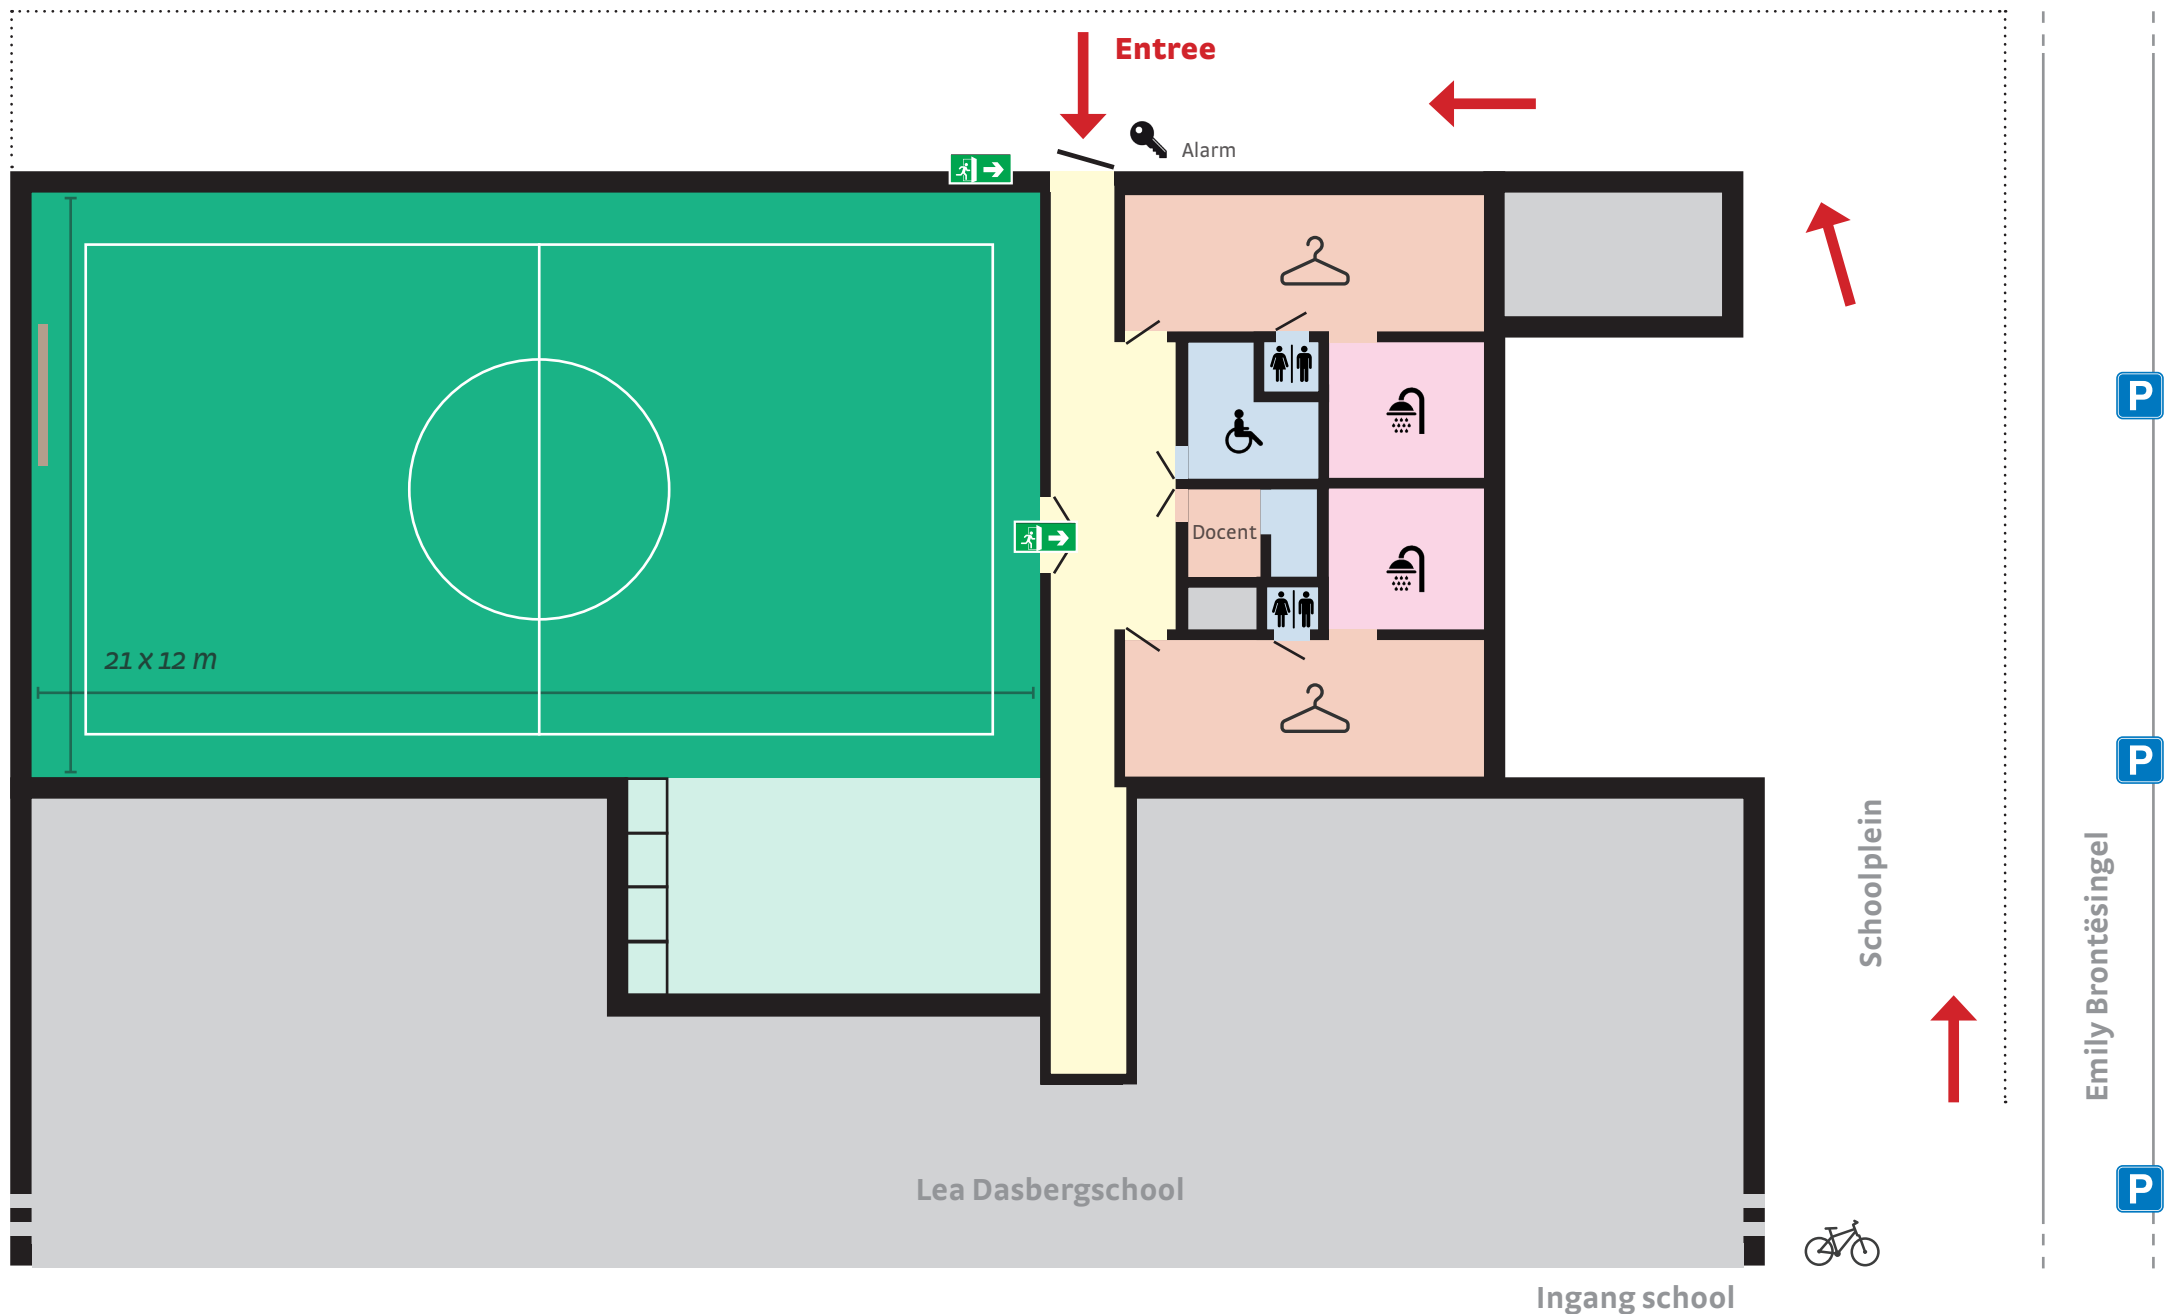 Entree
Alarm
P
Docent
21 x 12 m
P
Schoolplein
Emily Brontësingel
Lea Dasbergschool
P
Ingang school